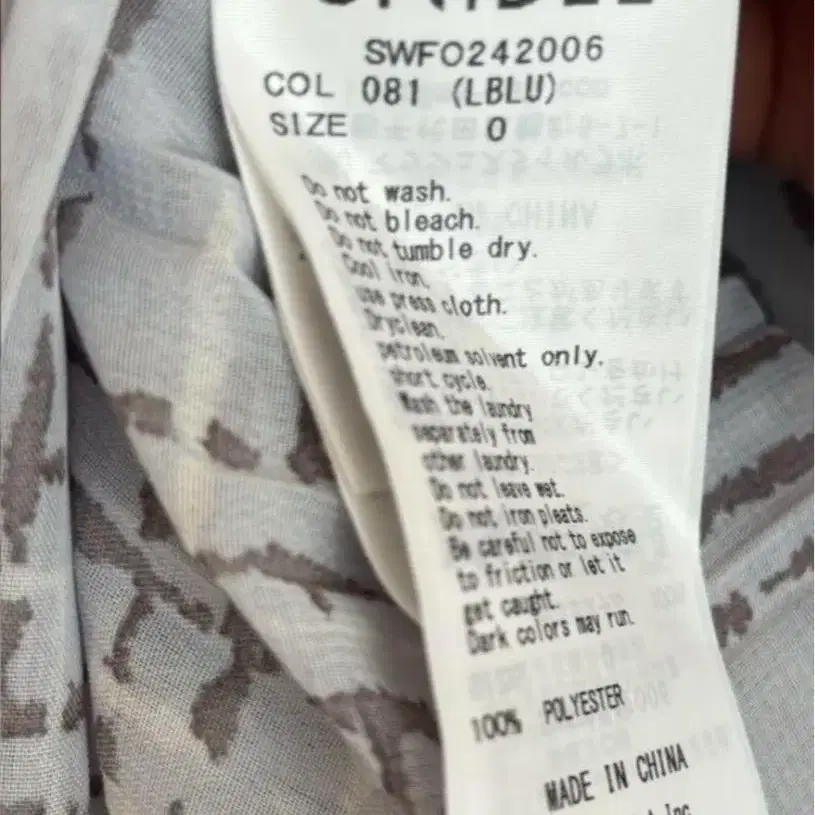 SWFO242006
COL 081 (LBLU)
SIZE 0
Do not wash.
Do not bleach.
Do not tumble dry.
Cool iron.
use press cloth.
Dryclean.
petroleum solvent only.
short cycle.
Wash the laundry
separately from
other laundry.
Do not leave wet.
Do not iron pleats.
Be careful not to expose
to friction or let it
get caught.
Dark colors may run.
100% POLYESTER
MADE IN CHINA
Inc.